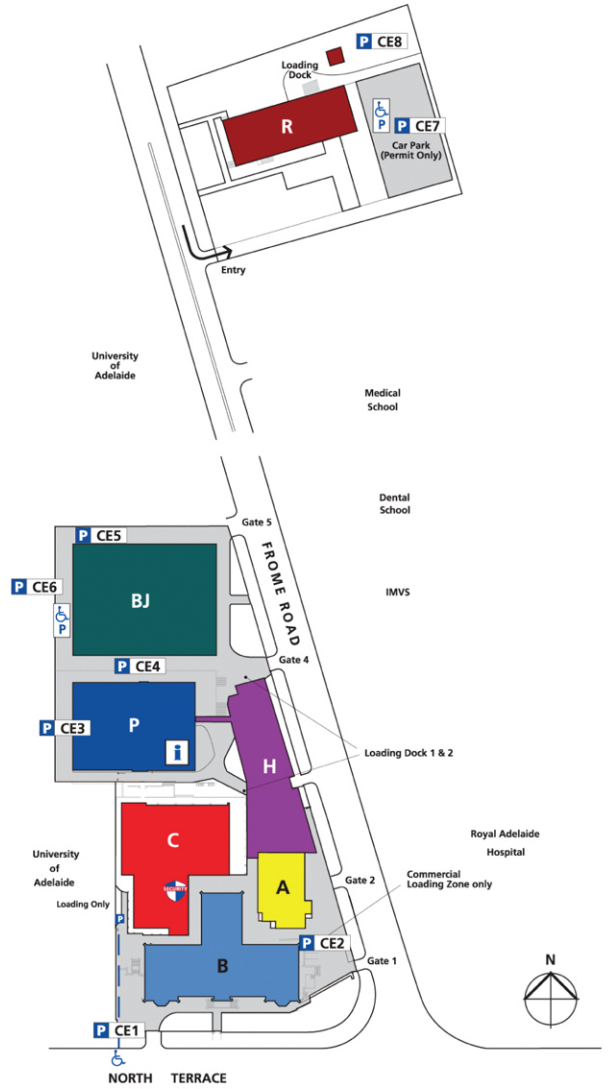 P CE8
Loading
Dock
R
P
P CE7
Car Park
(Permit Only)
Entry
University
of
Adelaide
Medical
School
Dental
School
Gate 5
FROME ROAD
P CE5
P CE6
BJ
P
IMVS
Gate 4
P CE4
P CE3
P
i
H
Loading Dock 1 & 2
C
Royal Adelaide
Hospital
University
of
Adelaide
Commercial
Loading Zone only
Gate 2
A
SECURITY
Loading Only
P
P CE2
B
Gate 1
N
P CE1
NORTH TERRACE